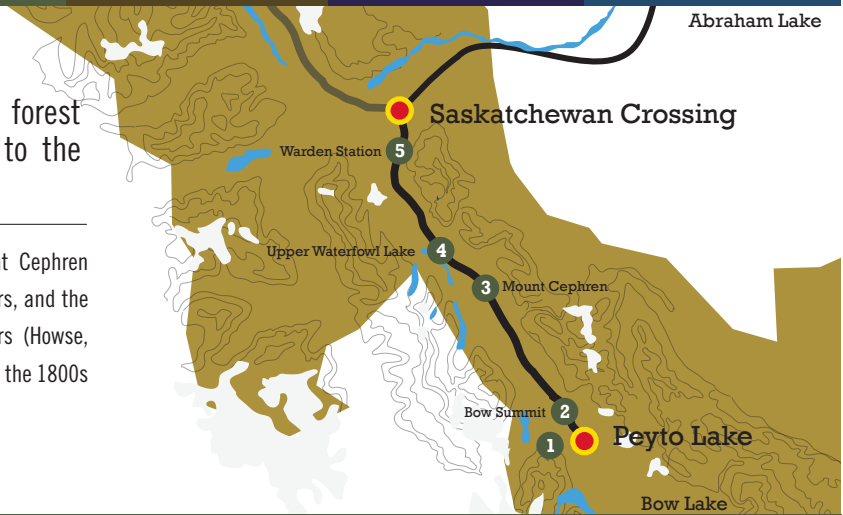 forest
to the
nt Cephren
rs, and the
rs (Howse,
the 1800s
Abraham Lake
Saskatchewan Crossing
Warden Station 5
Upper Waterfowl Lake 4
3 Mount Cephren
Bow Summit 2
1
Peyto Lake
Bow Lake